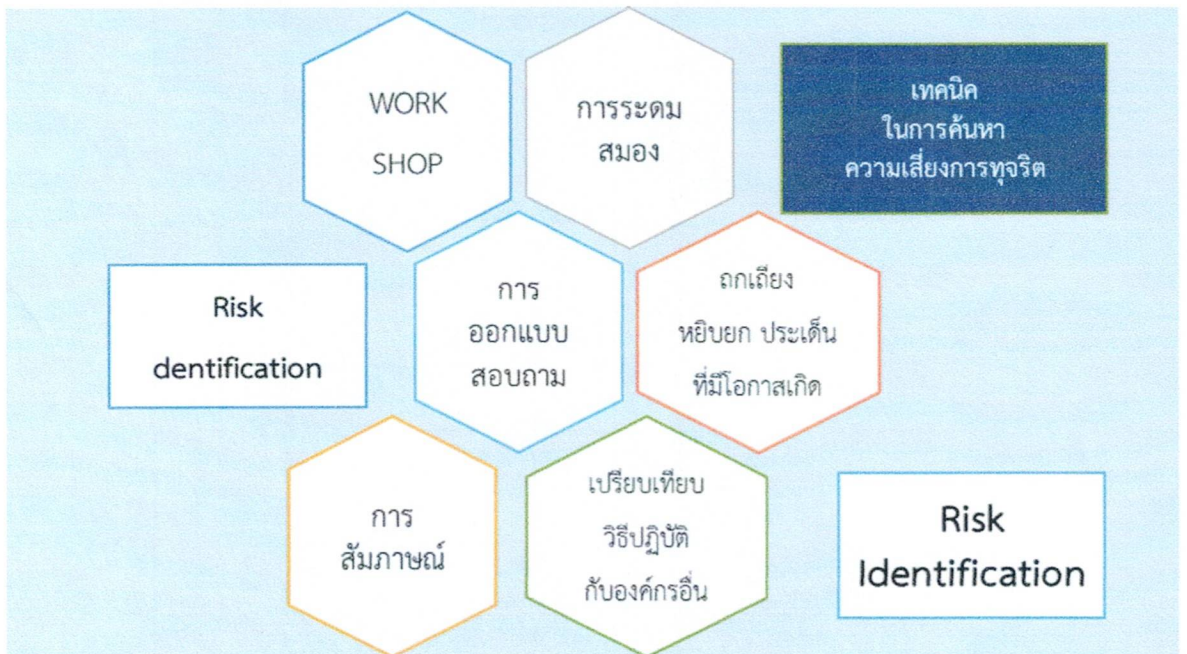 WORK
SHOP
การระดม
สมอง
เทคนิค
ในการค้นหา
ความเสี่ยงการทุจริต
Risk
dentification
การ
ออกแบบ
สอบถาม
ถกเถียง
หยิบยก ประเด็น
ที่มีโอกาสเกิด
การ
สัมภาษณ์
เปรียบเทียบ
วิธีปฏิบัติ
กับองค์กรอื่น
Risk
Identification